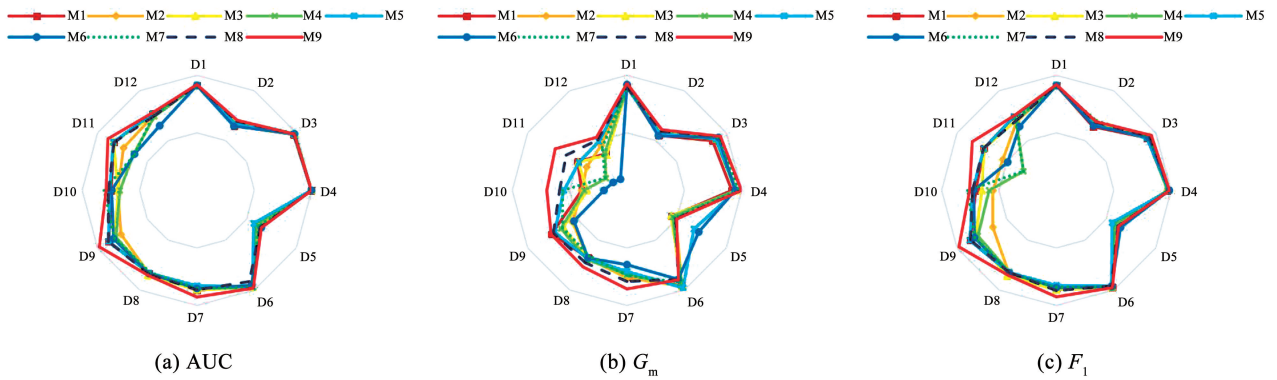 M1 M2 M3 M4 M5
M6 M7 M8 M9
D1
D2
D3
D4
D5
D6
D7
D8
D9
D10
D11
D12
(a) AUC
M1 M2 M3 M4 M5
M6 M7 M8 M9
D1
D2
D3
D4
D5
D6
D7
D8
D9
D10
D11
D12
(b) Gm
M1 M2 M3 M4 M5
M6 M7 M8 M9
D1
D2
D3
D4
D5
D6
D7
D8
D9
D10
D11
D12
(c) F1